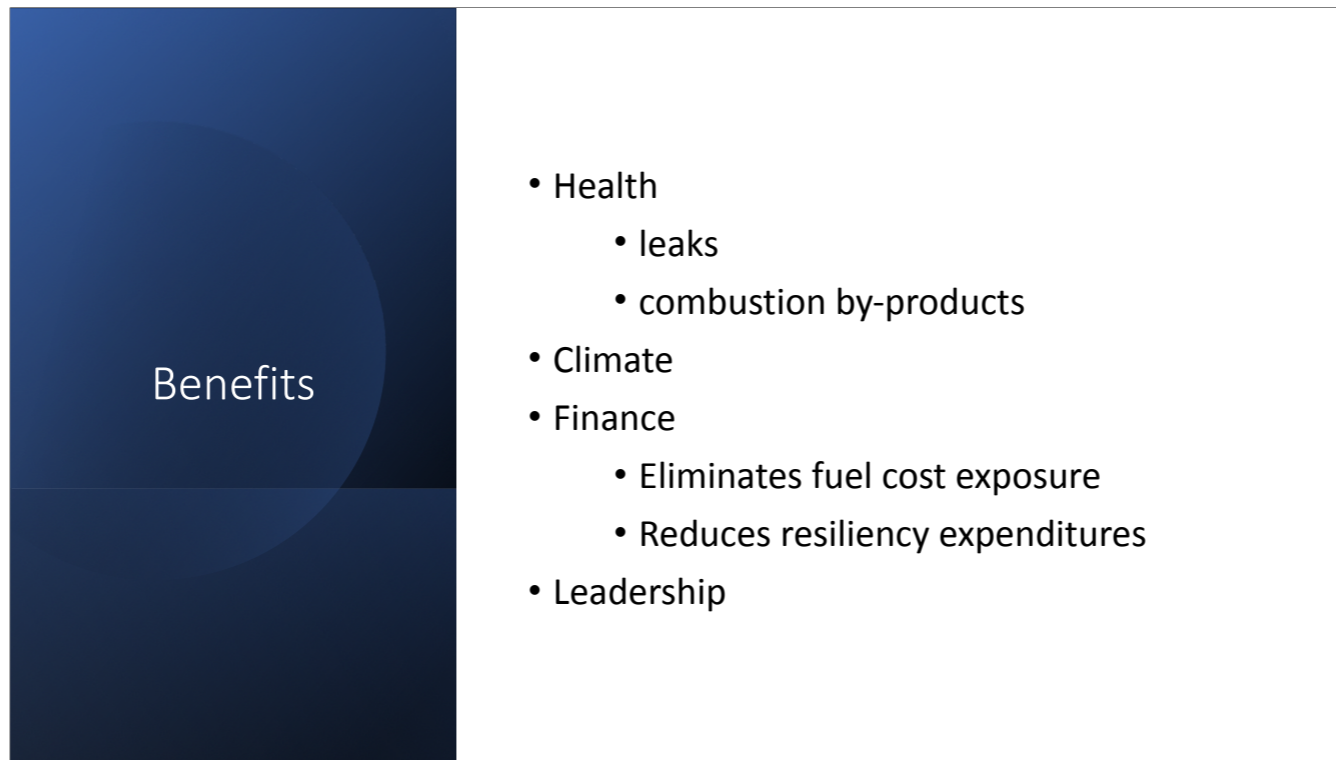 Benefits
• Health
• leaks
• combustion by-products
• Climate
• Finance
• Eliminates fuel cost exposure
• Reduces resiliency expenditures
• Leadership